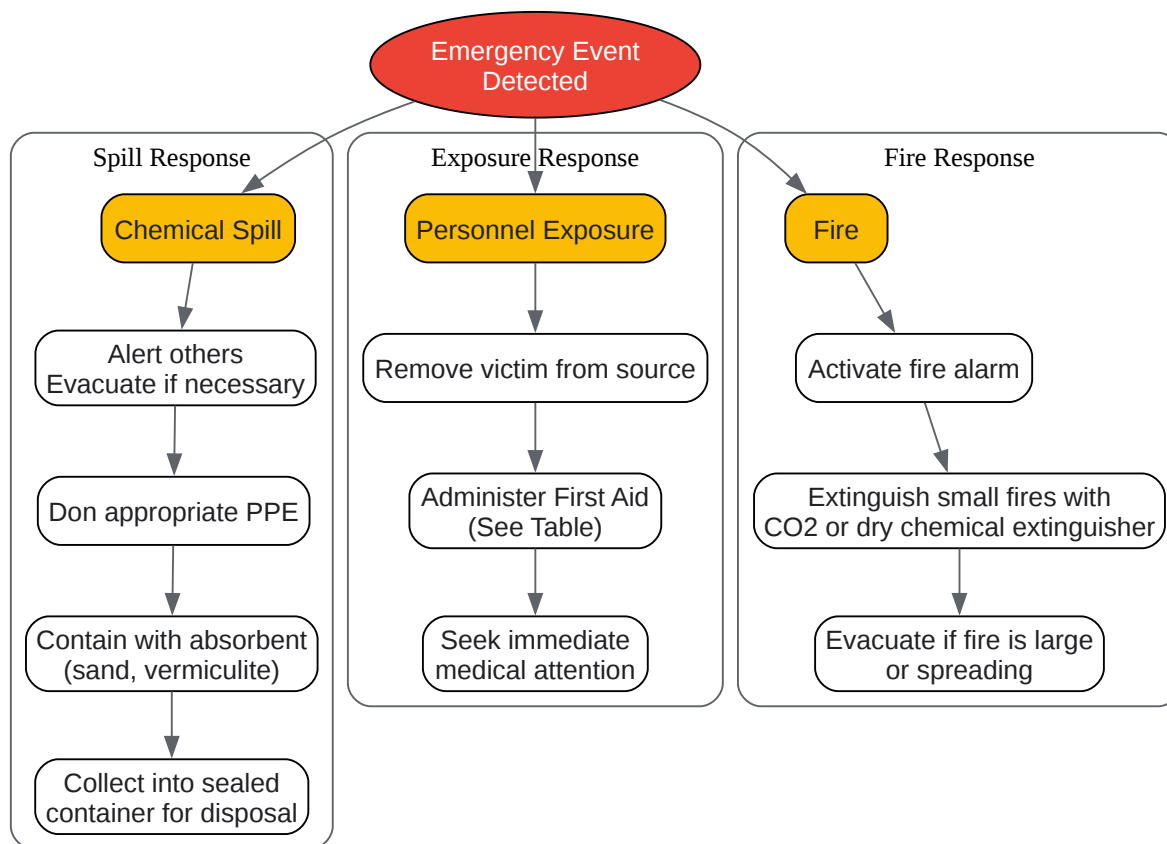 Emergency Event
Detected
Spill Response
Chemical Spill
Alert others
Evacuate if necessary
Don appropriate PPE
Contain with absorbent
(sand, vermiculite)
Collect into sealed
container for disposal
Exposure Response
Personnel Exposure
Remove victim from source
Administer First Aid
(See Table)
Seek immediate
medical attention
Fire Response
Fire
Activate fire alarm
Extinguish small fires with
CO2 or dry chemical extinguisher
Evacuate if fire is large
or spreading